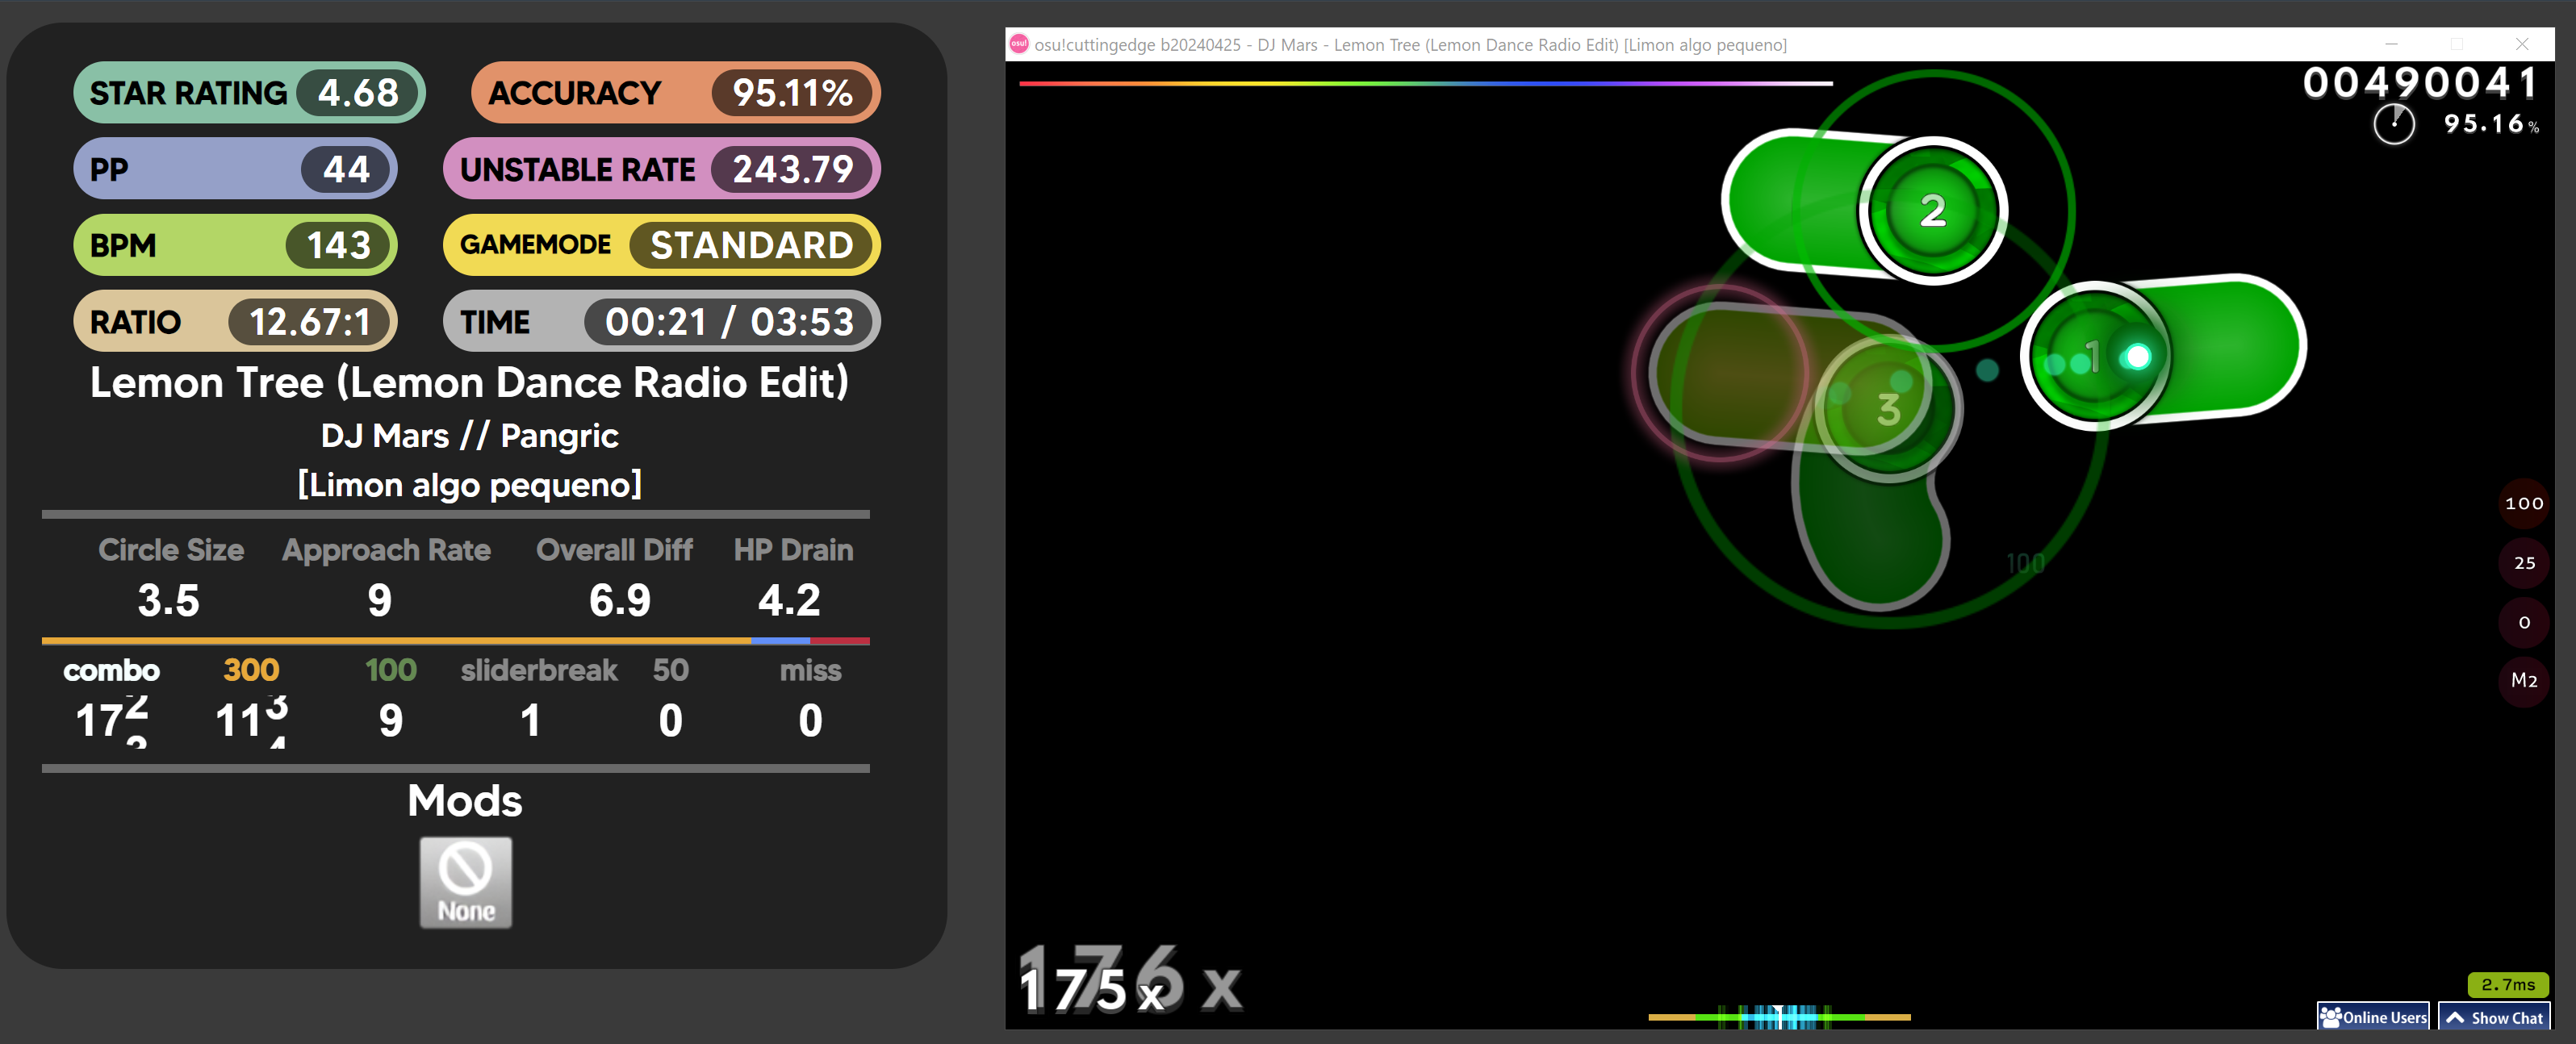 STAR RATING 4.68
ACCURACY 95.11%
PP 44
UNSTABLE RATE 243.79
BPM 143
GAMEMODE STANDARD
RATIO 12.67:1
TIME 00:21 / 03:53
Lemon Tree (Lemon Dance Radio Edit)
DJ Mars // Pangric
[Limon algo pequeno]
Circle Size Approach Rate Overall Diff HP Drain
3.5 9 6.9 4.2
combo 300 100 sliderbreak 50 miss
172 113 9 1 0 0
Mods
None
osu!
osu!cuttingedge b20240425 - DJ Mars - Lemon Tree (Lemon Dance Radio Edit) [Limon algo pequeno]
00490041
95.16%
2
1
3
100
100
25
0
M2
176x
175x
2.7ms
Online Users
Show Chat